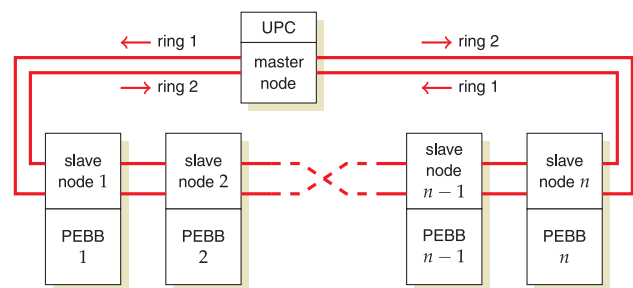 UPC
← ring 1
→ ring 2
master
node
→ ring 2
← ring 1
slave
node 1
slave
node 2
slave
node
n − 1
slave
node n
PEBB
1
PEBB
2
PEBB
n − 1
PEBB
n